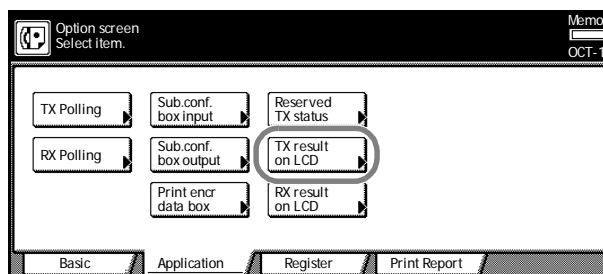 Option screen
Select item.
Memo
OCT-1
TX Polling
Sub.conf.
box input
Reserved
TX status
RX Polling
Sub.conf.
box output
TX result
on LCD
Print encr
data box
RX result
on LCD
Basic
Application
Register
Print Report